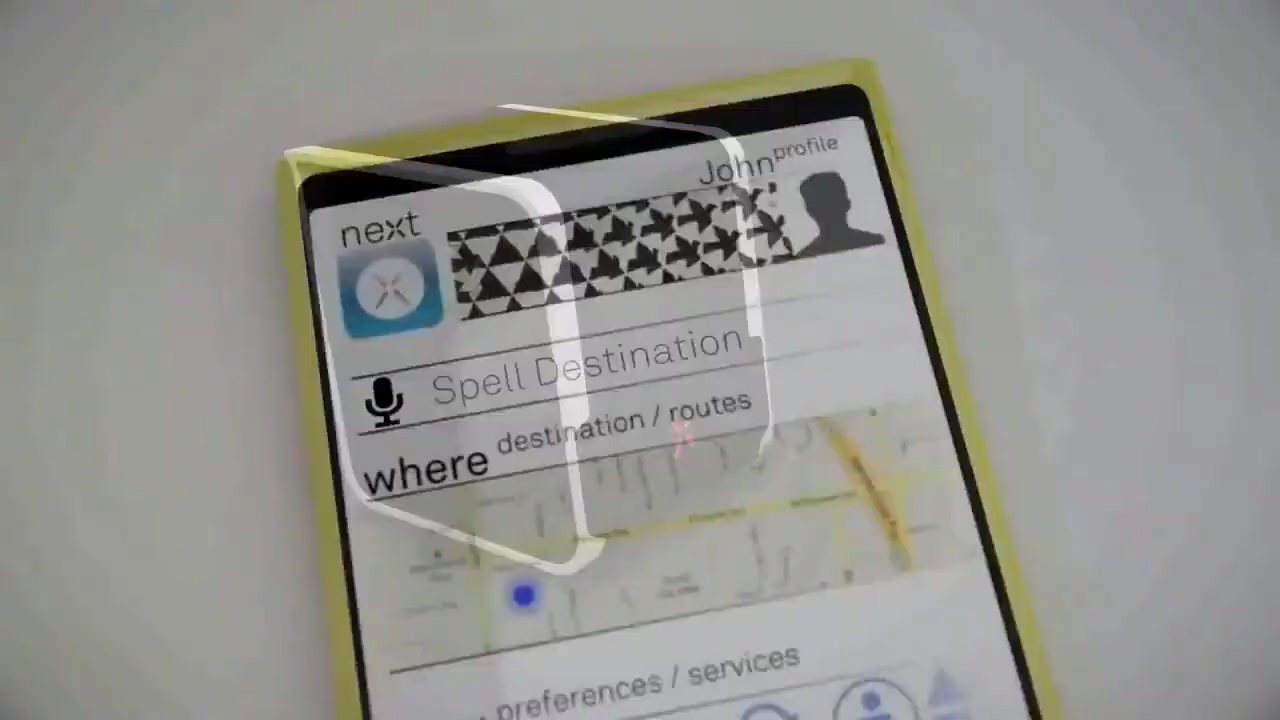 John profile
next
Spell Destination
where destination / routes
preferences / services